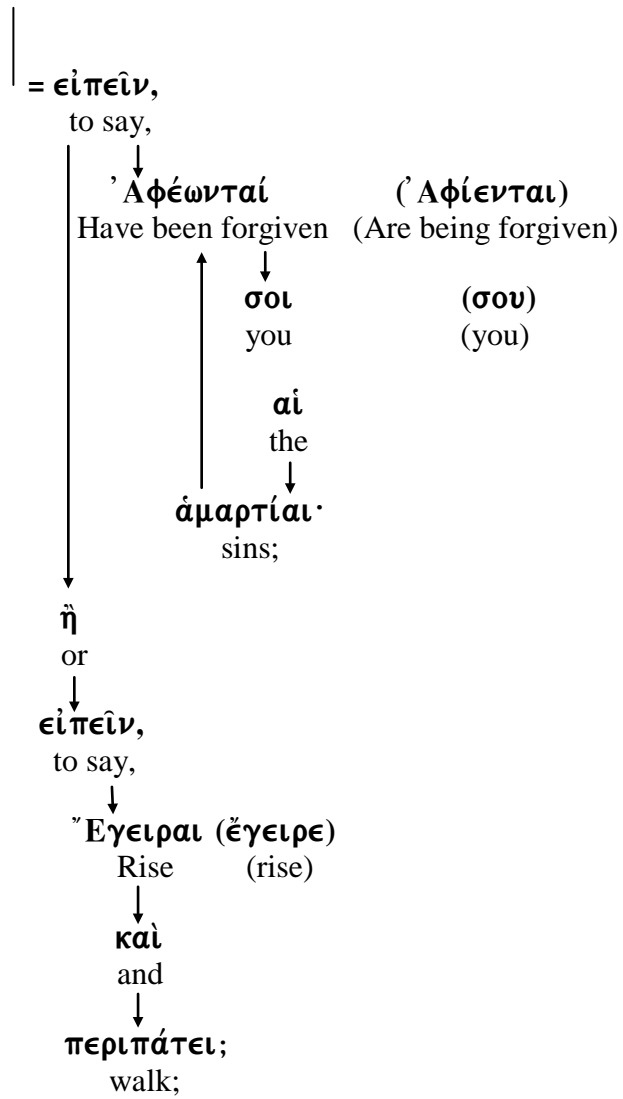 = εἰπεῖν,
to say,
Ἀφέωνταί (Ἀφίενται)
Have been forgiven (Are being forgiven)
σοι (σου)
you (you)
αἱ
the
ἁμαρτίαι·
sins;
ἢ
or
εἰπεῖν,
to say,
Ἔγειραι (ἔγειρε)
Rise (rise)
καὶ
and
περιπάτει;
walk;